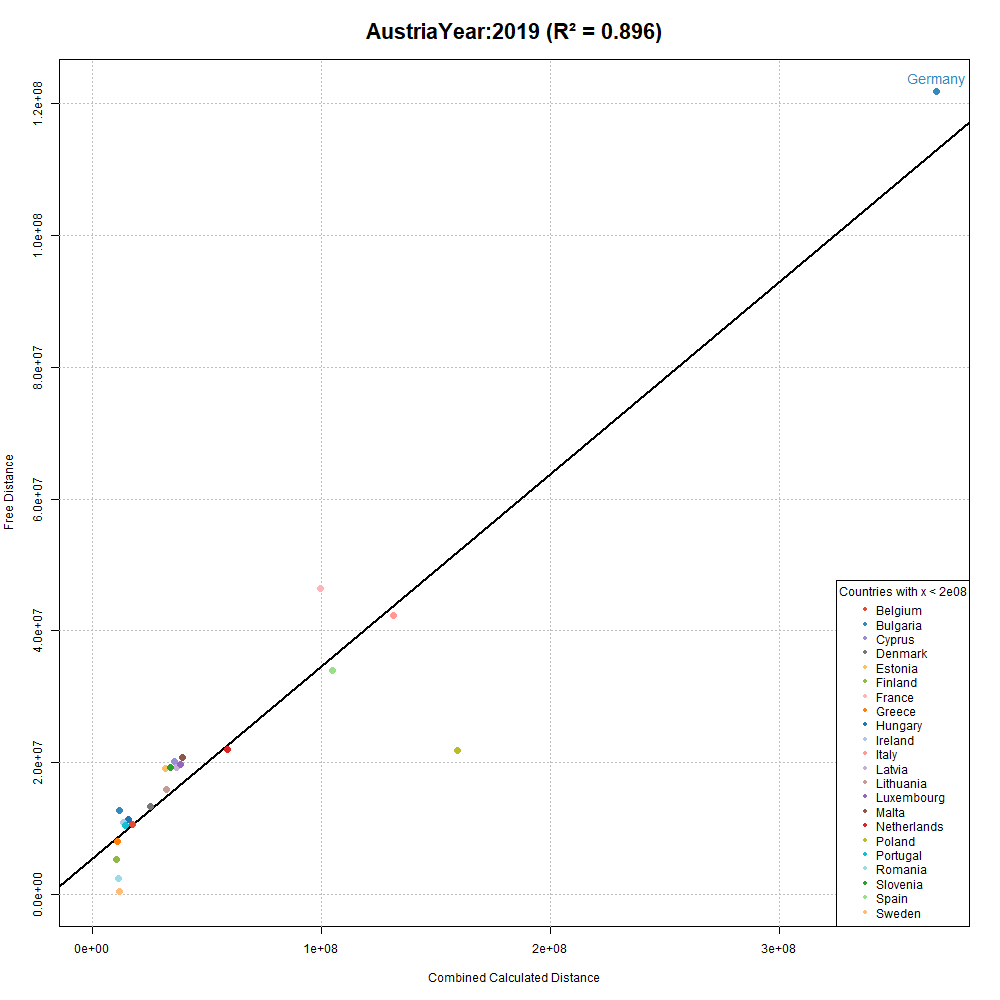 AustriaYear:2019 (R² = 0.896)
Germany
1.2e+08
1.0e+08
8.0e+07
6.0e+07
4.0e+07
2.0e+07
0.0e+00
Free Distance
Countries with x < 2e08
Belgium
Bulgaria
Cyprus
Denmark
Estonia
Finland
France
Greece
Hungary
Ireland
Italy
Latvia
Lithuania
Luxembourg
Malta
Netherlands
Poland
Portugal
Romania
Slovenia
Spain
Sweden
0e+00
1e+08
2e+08
3e+08
Combined Calculated Distance